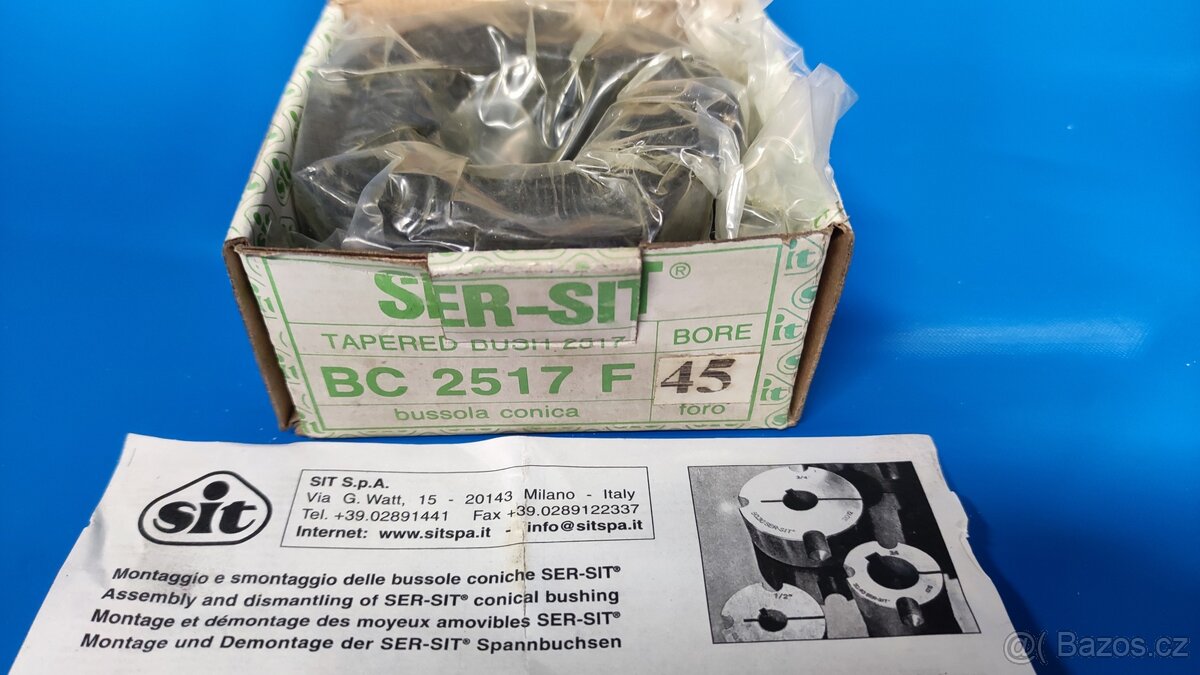 SER-SIT®
TAPERED BUSH 2517
BORE
BC 2517 F
45
bussola conica
foro
sit
SIT S.p.A.
Via G. Watt, 15 - 20143 Milano - Italy
Tel. +39.02891441 Fax +39.0289122337
Internet: www.sitspa.it - info@sitspa.it
Montaggio e smontaggio delle bussole coniche SER-SIT®
Assembly and dismantling of SER-SIT® conical bushing
Montage et démontage des moyeux amovibles SER-SIT®
Montage und Demontage der SER-SIT® Spannbuchsen
3/4"
1/2"
Bazos.cz